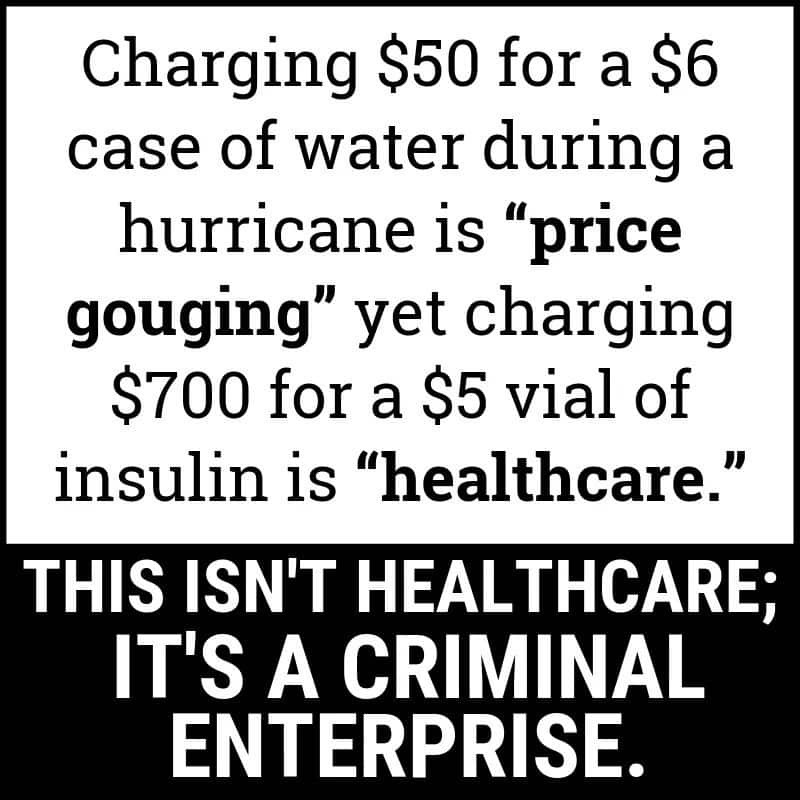 Charging $50 for a $6
case of water during a
hurricane is “price
gouging” yet charging
$700 for a $5 vial of
insulin is “healthcare.”
THIS ISN'T HEALTHCARE;
IT'S A CRIMINAL
ENTERPRISE.